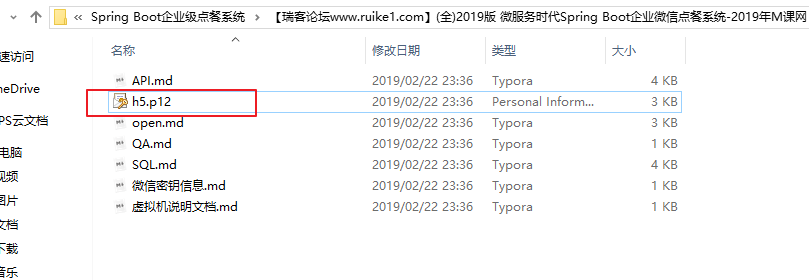 « Spring Boot企业级点餐系统 › 【瑞客论坛www.ruike1.com】(全)2019版 微服务时代Spring Boot企业微信点餐系统-2019年M课网
名称 修改日期 类型 大小
速访问
API.md 2019/02/22 23:36 Typora 4 KB
neDrive
h5.p12 2019/02/22 23:36 Personal Inform... 3 KB
PS云文档
open.md 2019/02/22 23:36 Typora 3 KB
QA.md 2019/02/22 23:36 Typora 1 KB
电脑
SQL.md 2019/02/22 23:36 Typora 4 KB
视频
微信密钥信息.md 2019/02/22 23:36 Typora 1 KB
图片
虚拟机说明文档.md 2019/02/22 23:36 Typora 1 KB
文档
下载
音乐